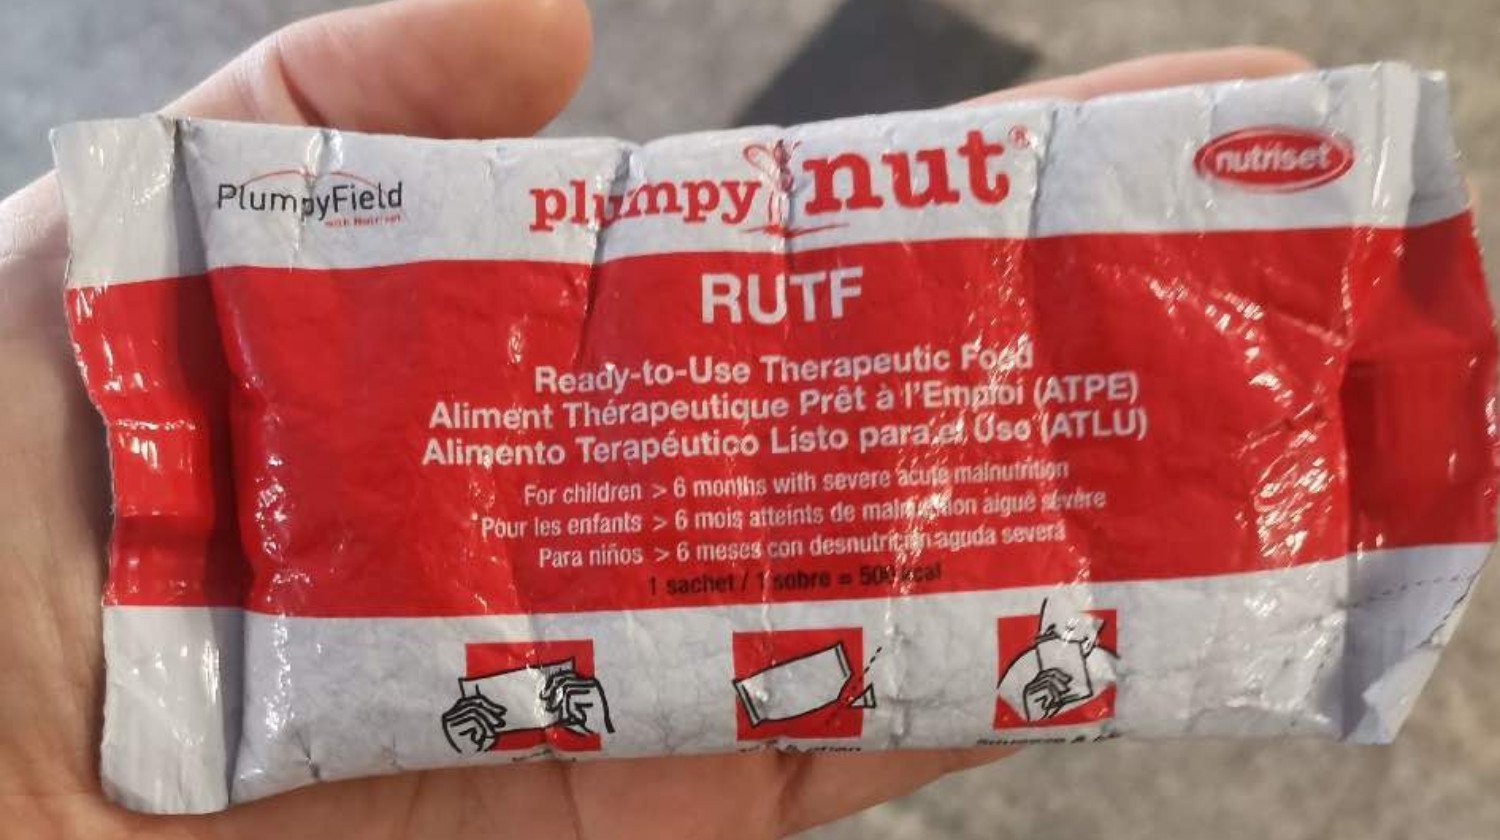 PlumpyField
with Nutriset
plumpy nut®
nutriset
RUTF
Ready-to-Use Therapeutic Food
Aliment Thérapeutique Prêt à l'Emploi (ATPE)
Alimento Terapéutico Listo para el Uso (ATLU)
For children > 6 months with severe acute malnutrition
Pour les enfants > 6 mois atteints de malnutrition aiguë sévère
Para niños > 6 meses con desnutrición aguda severa
1 sachet / 1 sobre = 500 kcal